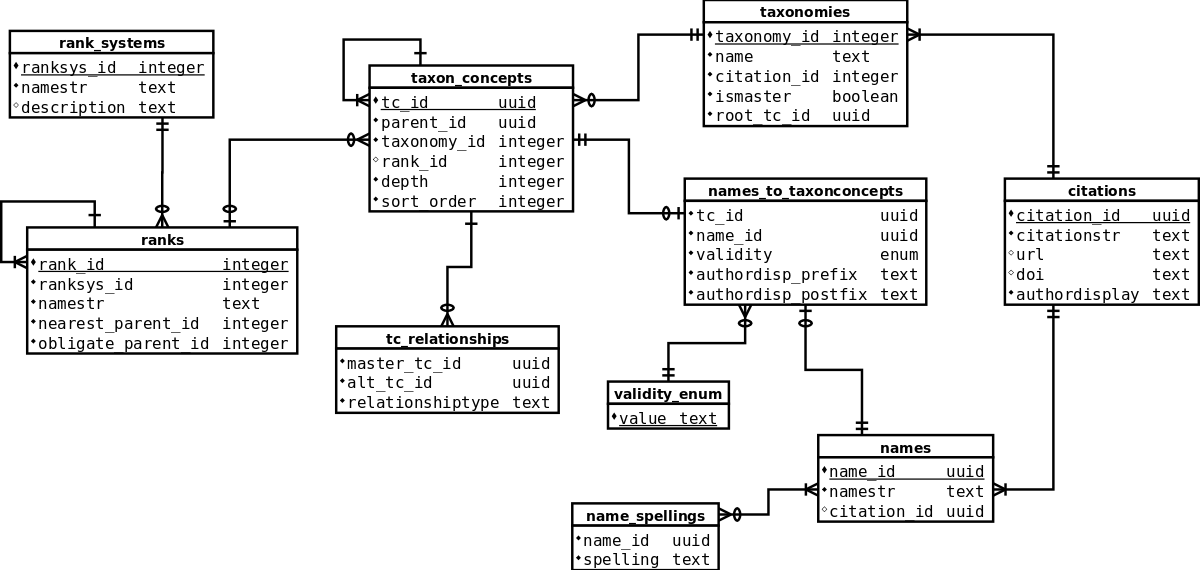 rank_systems
ranksys_id integer
namestr text
description text
ranks
rank_id integer
ranksys_id integer
namestr text
nearest_parent_id integer
obligate_parent_id integer
taxon_concepts
tc_id uuid
parent_id uuid
taxonomy_id integer
rank_id integer
depth integer
sort_order integer
tc_relationships
master_tc_id uuid
alt_tc_id uuid
relationshiptype text
taxonomies
taxonomy_id integer
name text
citation_id integer
ismaster boolean
root_tc_id uuid
names_to_taxonconcepts
tc_id uuid
name_id uuid
validity enum
authordisp_prefix text
authordisp_postfix text
citations
citation_id uuid
citationstr text
url text
doi text
authordisplay text
validity_enum
value text
names
name_id uuid
namestr text
citation_id uuid
name_spellings
name_id uuid
spelling text